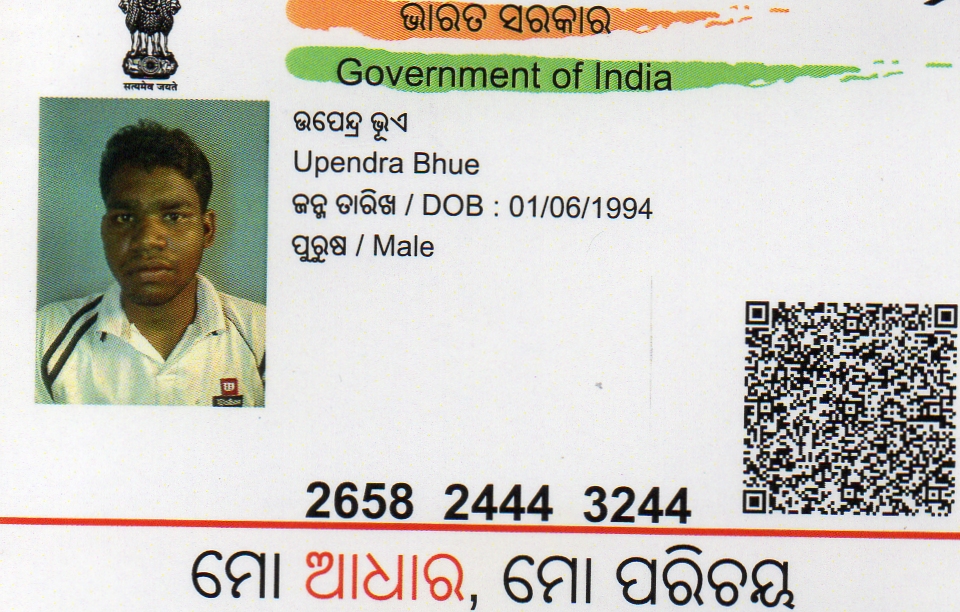 ଭାରତ ସରକାର
Government of India
सत्यमेव जयते
ଉପେନ୍ଦ୍ର ଭୂଏ
Upendra Bhue
ଜନ୍ମ ତାରିଖ / DOB : 01/06/1994
ପୁରୁଷ / Male
2658 2444 3244
ମୋ ଆଧାର, ମୋ ପରିଚୟ